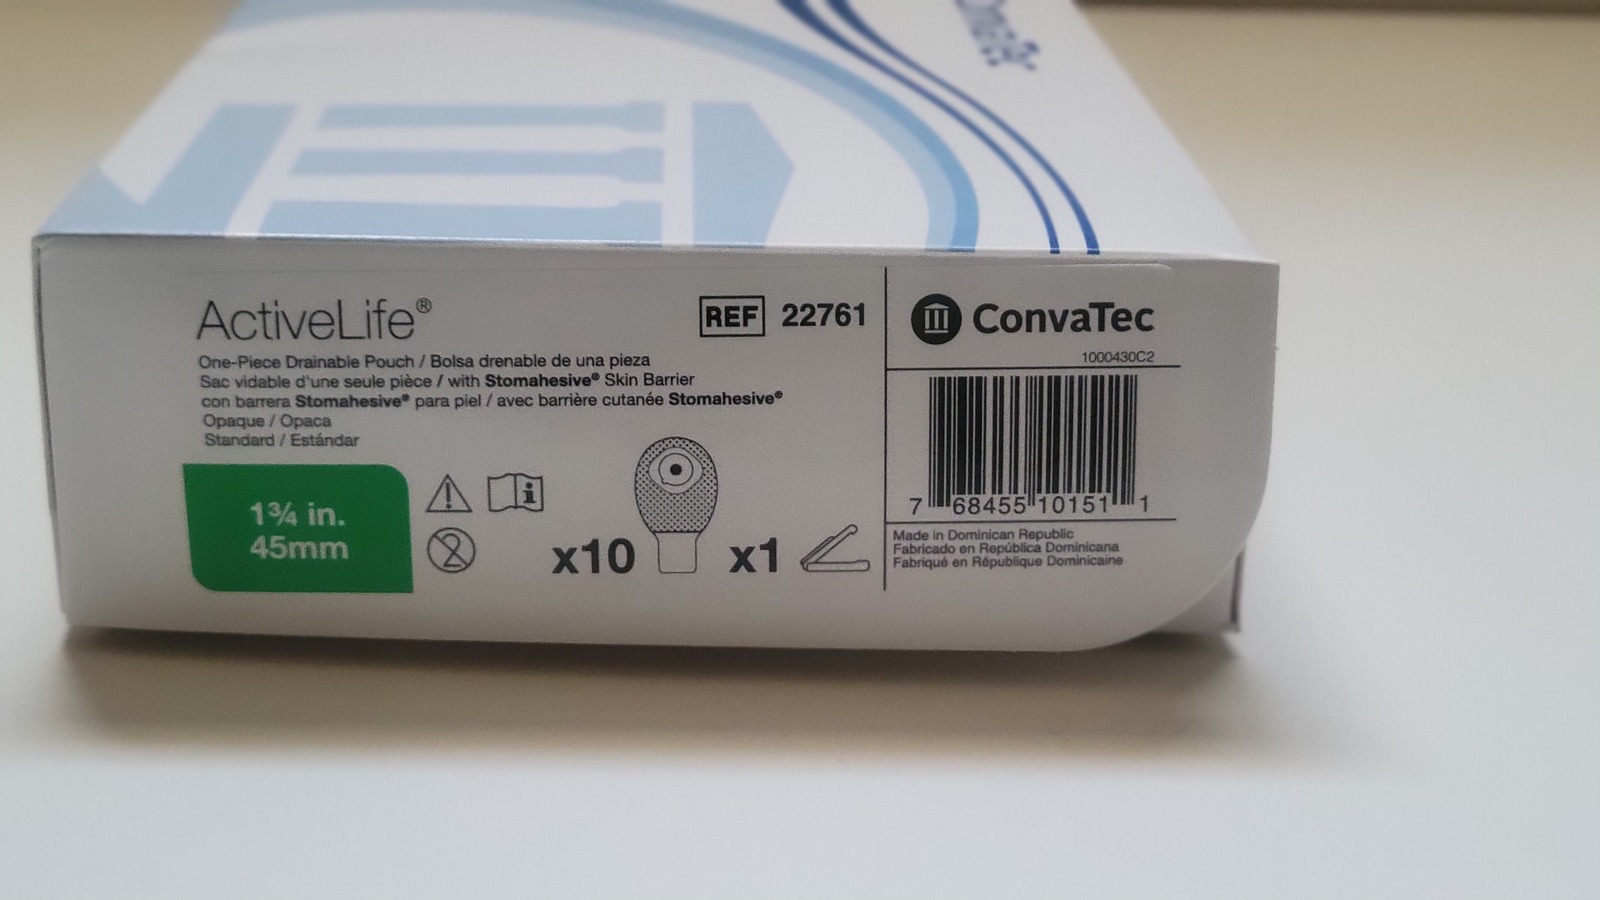 ActiveLife®
REF 22761
One-Piece Drainable Pouch / Bolsa drenable de una pieza
Sac vidable d'une seule pièce / with Stomahesive® Skin Barrier
con barrera Stomahesive® para piel / avec barrière cutanée Stomahesive®
Opaque / Opaca
Standard / Estándar
1¾ in.
45mm
x10
x1
ConvaTec
1000430C2
7 68455 10151 1
Made in Dominican Republic
Fabricado en República Dominicana
Fabriqué en République Dominicaine